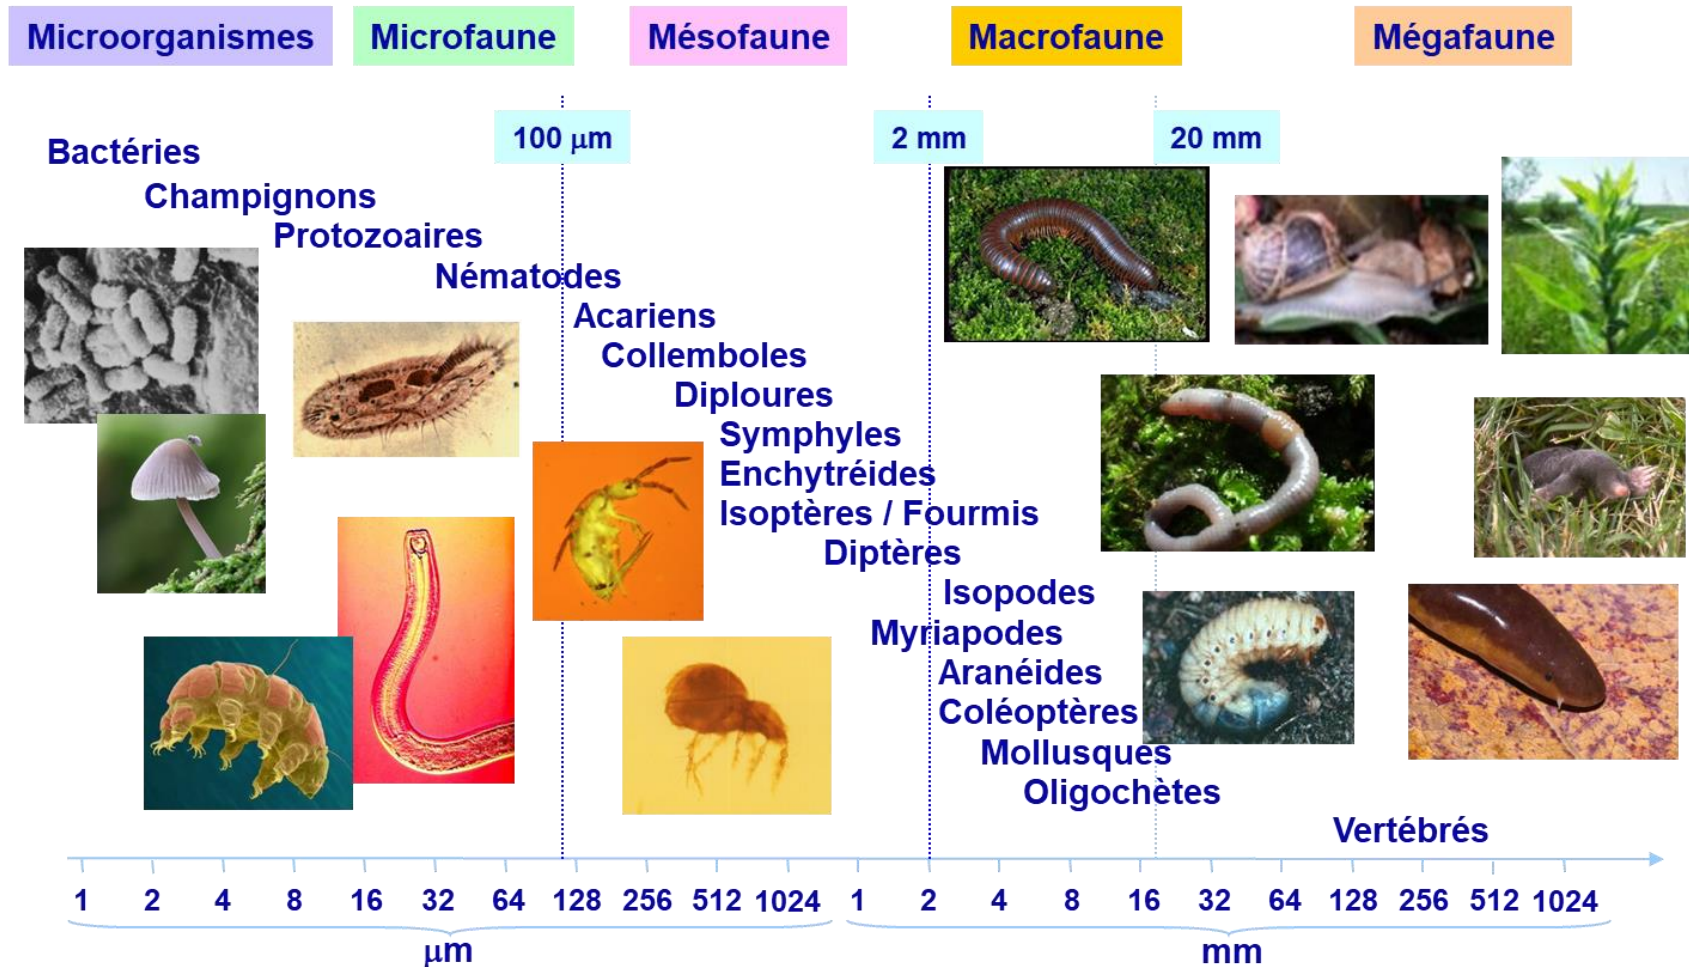 Microorganismes
Microfaune
Mésofaune
Macrofaune
Mégafaune
100 μm
2 mm
20 mm
Bactéries
Champignons
Protozoaires
Nématodes
Acariens
Collemboles
Diploures
Symphyles
Enchytréides
Isoptères / Fourmis
Diptères
Isopodes
Myriapodes
Aranéides
Coléoptères
Mollusques
Oligochètes
Vertébrés
1 2 4 8 16 32 64 128 256 512 1024 1 2 4 8 16 32 64 128 256 512 1024
μm mm